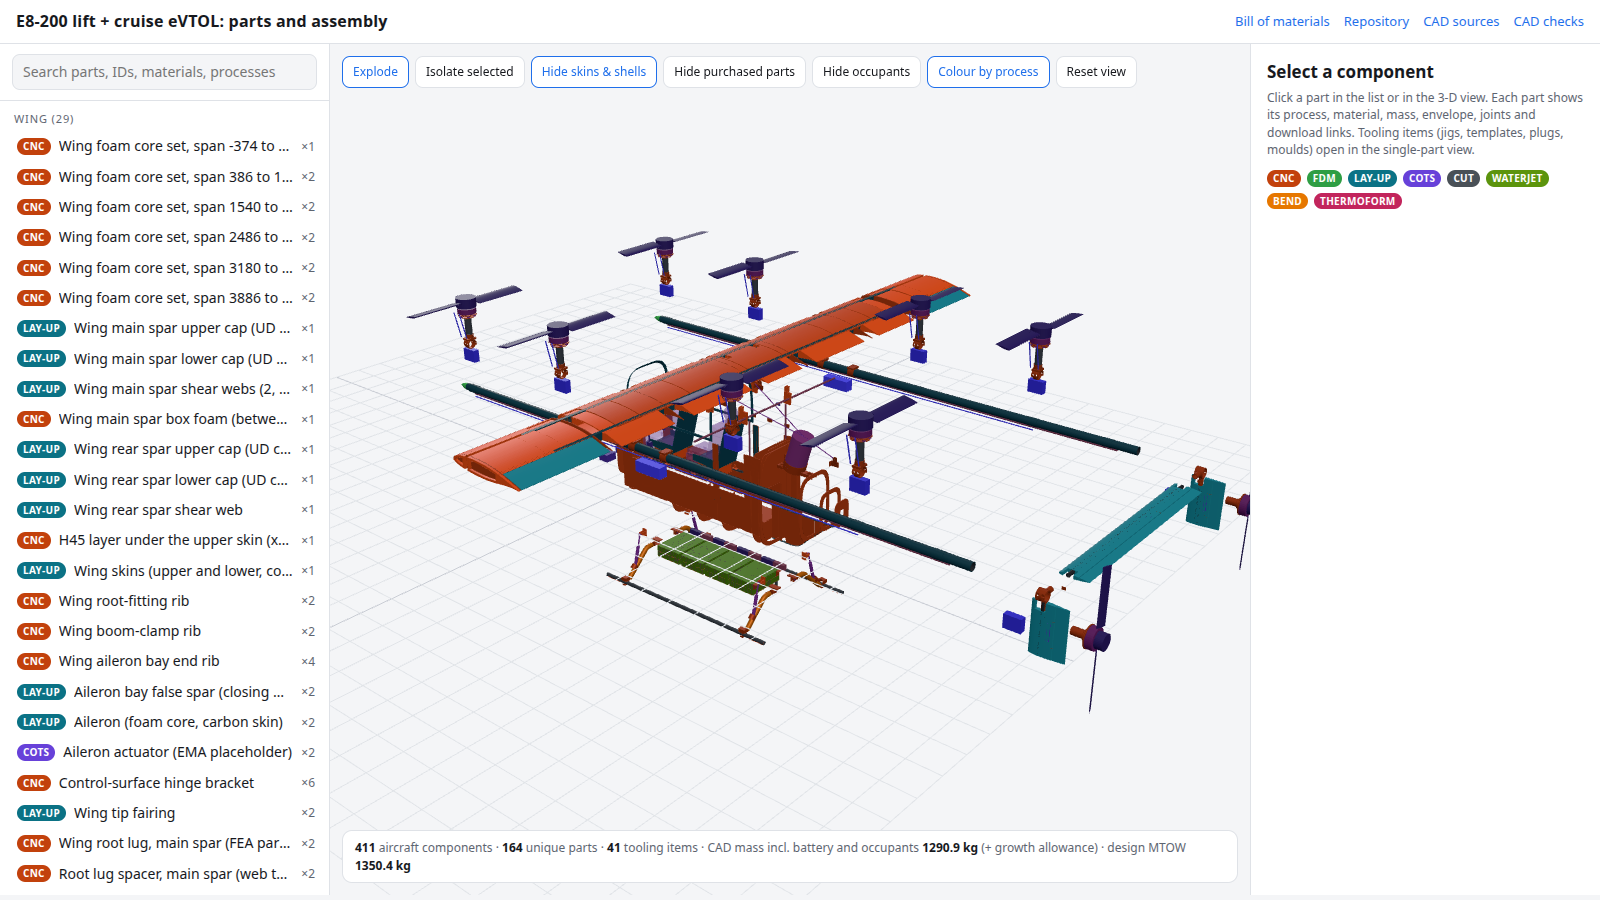 E8-200 lift + cruise eVTOL: parts and assembly
Bill of materials Repository CAD sources CAD checks
Search parts, IDs, materials, processes
WING (29)
CNC Wing foam core set, span -374 to ... ×1
CNC Wing foam core set, span 386 to 1... ×2
CNC Wing foam core set, span 1540 to ... ×2
CNC Wing foam core set, span 2486 to ... ×2
CNC Wing foam core set, span 3180 to ... ×2
CNC Wing foam core set, span 3886 to ... ×2
LAY-UP Wing main spar upper cap (UD ... ×1
LAY-UP Wing main spar lower cap (UD ... ×1
LAY-UP Wing main spar shear webs (2, ... ×1
CNC Wing main spar box foam (betwe... ×1
LAY-UP Wing rear spar upper cap (UD c... ×1
LAY-UP Wing rear spar lower cap (UD c... ×1
LAY-UP Wing rear spar shear web ×1
CNC H45 layer under the upper skin (x... ×1
LAY-UP Wing skins (upper and lower, co... ×1
CNC Wing root-fitting rib ×2
CNC Wing boom-clamp rib ×2
CNC Wing aileron bay end rib ×4
LAY-UP Aileron bay false spar (closing ... ×2
LAY-UP Aileron (foam core, carbon skin) ×2
COTS Aileron actuator (EMA placeholder) ×2
CNC Control-surface hinge bracket ×6
LAY-UP Wing tip fairing ×2
CNC Wing root lug, main spar (FEA par... ×2
CNC Root lug spacer, main spar (web t... ×2
Explode Isolate selected Hide skins & shells Hide purchased parts Hide occupants Colour by process Reset view
411 aircraft components · 164 unique parts · 41 tooling items · CAD mass incl. battery and occupants 1290.9 kg (+ growth allowance) · design MTOW
1350.4 kg
Select a component
Click a part in the list or in the 3-D view. Each part shows
its process, material, mass, envelope, joints and
download links. Tooling items (jigs, templates, plugs,
moulds) open in the single-part view.
CNC FDM LAY-UP COTS CUT WATERJET
BEND THERMOFORM